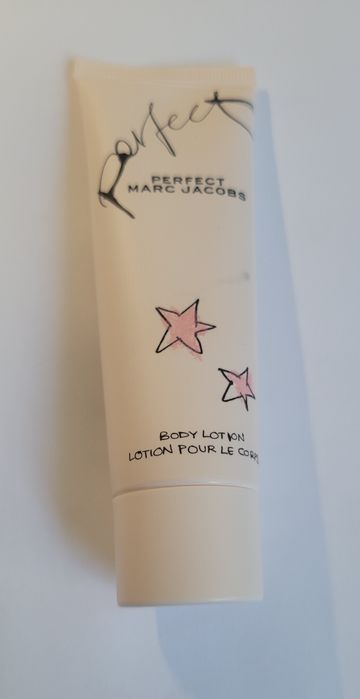 Perfect
PERFECT
MARC JACOBS
BODY LOTION
LOTION POUR LE CORPS